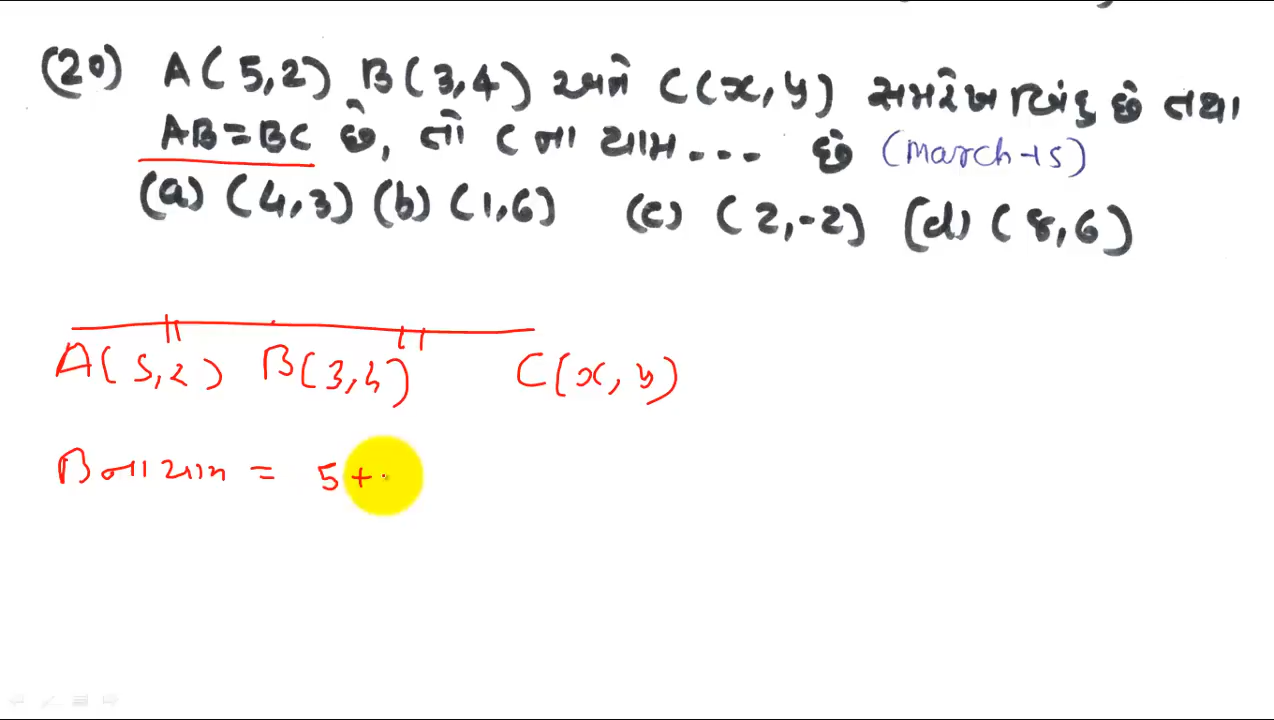 (20) A(5,2) B(3,4) અને C(x,y) સમરેખ બિંદુ છે તથા
AB=BC છે, તો C ના યામ... છે (March-15)
(a) (4,3) (b) (1,6) (c) (2,-2) (d) (8,6)
A(5,2) B(3,4) C(x,y)
B ના યામ = 5+